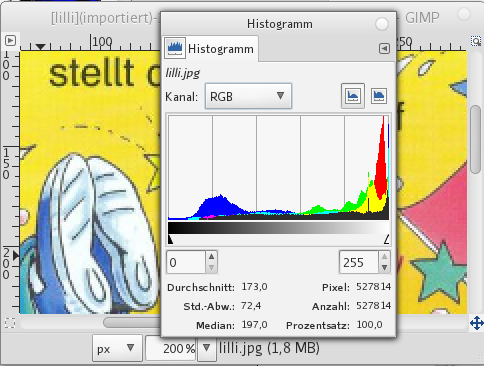 [lilli](importiert)-
GIMP
Histogramm
Histogramm
lilli.jpg
Kanal: RGB
0 255
Durchschnitt: 173,0 Pixel: 527814
Std.-Abw.: 72,4 Anzahl: 527814
Median: 197,0 Prozentsatz: 100,0
100
250
100
150
200
stellt
f
px 200% lilli.jpg (1,8 MB)